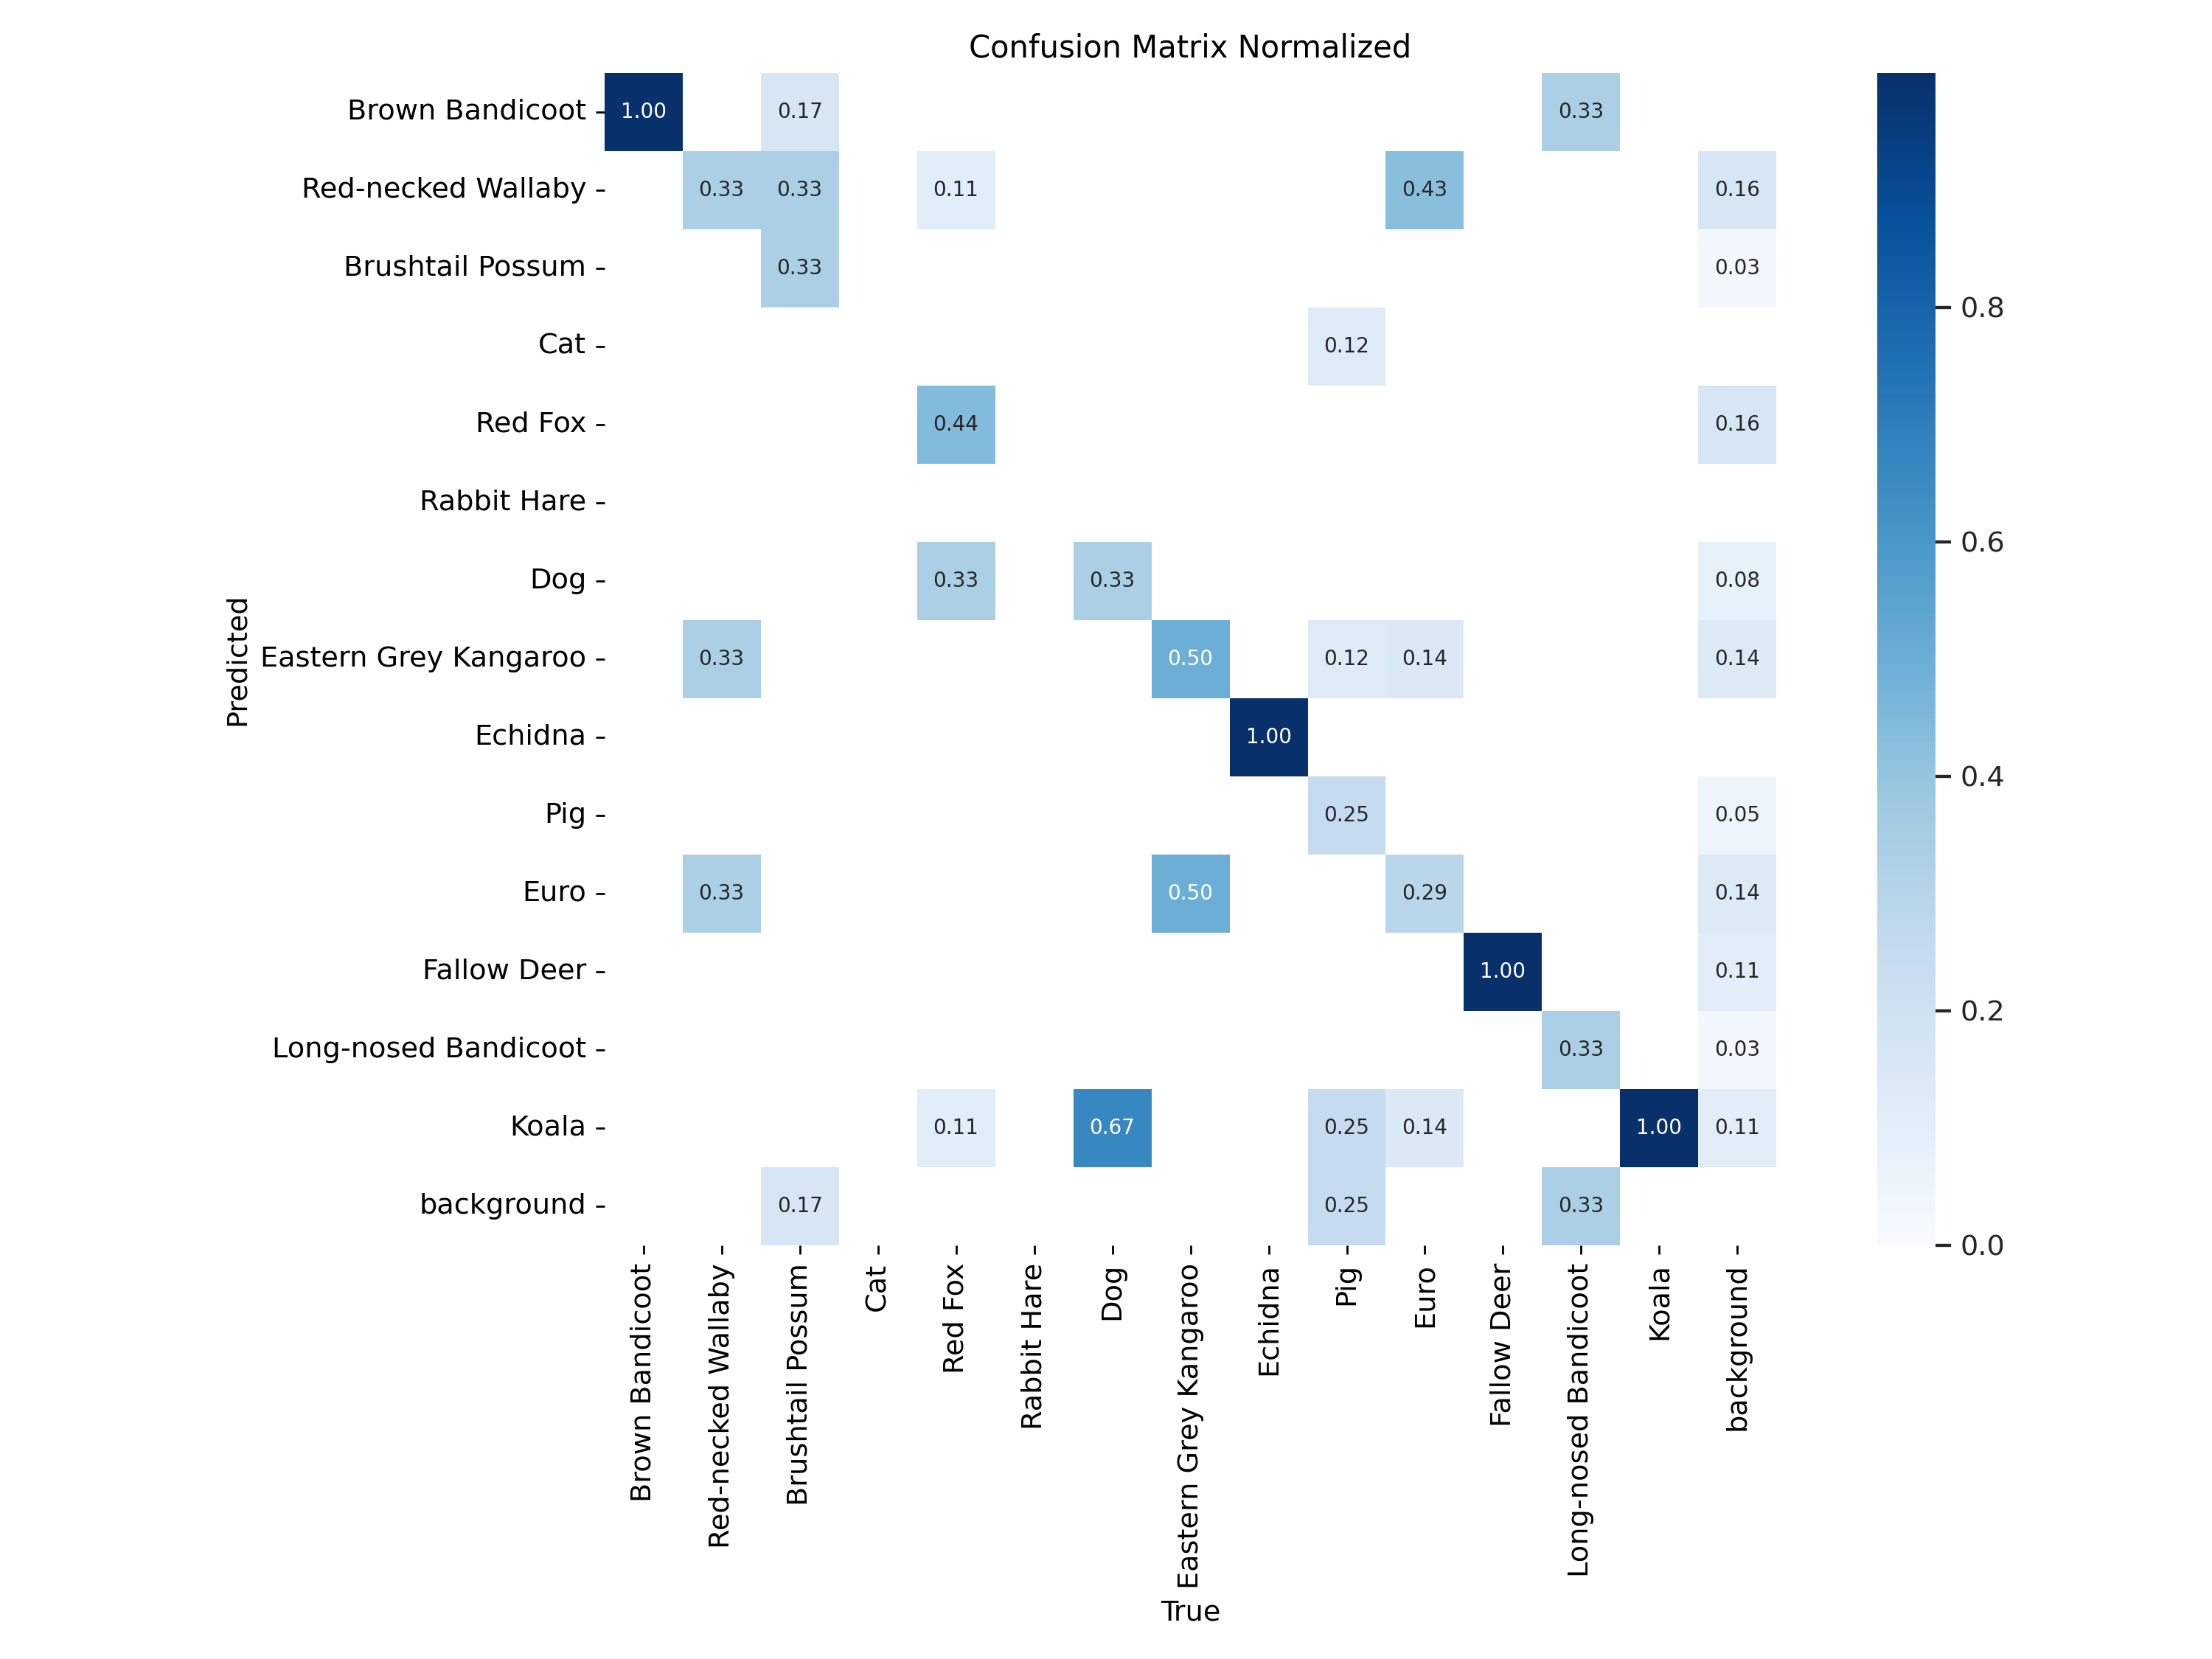 Confusion Matrix Normalized
Predicted
Brown Bandicoot 1.00 0.17 0.33
Red-necked Wallaby 0.33 0.33 0.11 0.43 0.16
Brushtail Possum 0.33 0.03
Cat 0.12
Red Fox 0.44 0.16
Rabbit Hare
Dog 0.33 0.33 0.08
Eastern Grey Kangaroo 0.33 0.50 0.12 0.14 0.14
Echidna 1.00
Pig 0.25 0.05
Euro 0.33 0.50 0.29 0.14
Fallow Deer 1.00 0.11
Long-nosed Bandicoot 0.33 0.03
Koala 0.11 0.67 0.25 0.14 1.00 0.11
background 0.17 0.25 0.33
Brown Bandicoot
Red-necked Wallaby
Brushtail Possum
Cat
Red Fox
Rabbit Hare
Dog
Eastern Grey Kangaroo
Echidna
Pig
Euro
Fallow Deer
Long-nosed Bandicoot
Koala
background
True
0.8
0.6
0.4
0.2
0.0